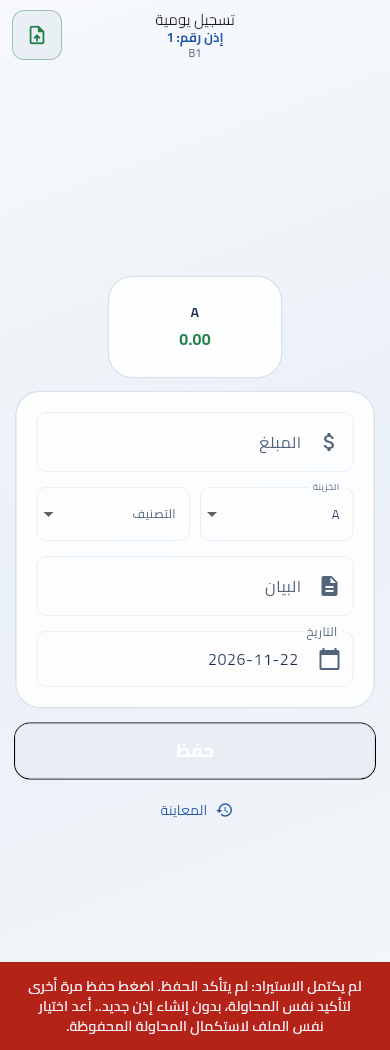 تسجيل يومية
إذن رقم: 1
B1
A
0.00
المبلغ
الخزينة
A
التصنيف
البيان
التاريخ
2026-11-22
حفظ
المعاينة
لم يكتمل الاستيراد: لم يتأكد الحفظ. اضغط حفظ مرة أخرى
لتأكيد نفس المحاولة، بدون إنشاء إذن جديد.. أعد اختيار
نفس الملف لاستكمال المحاولة المحفوظة.